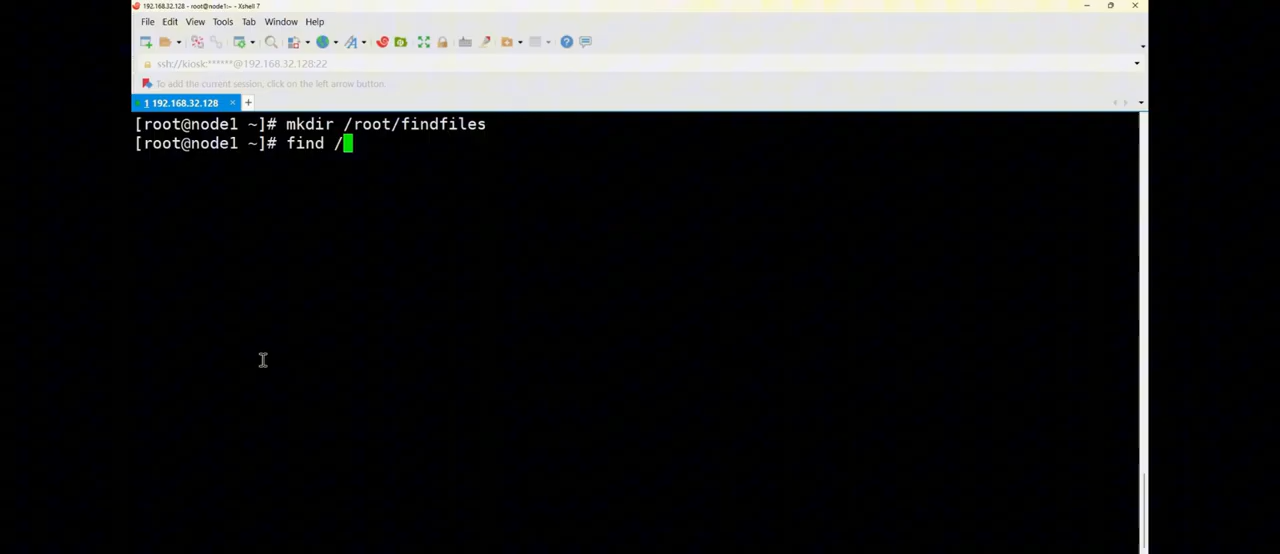 192.168.32.128 - root@node1:~ - Xshell 7
File Edit View Tools Tab Window Help
ssh://kiosk:******@192.168.32.128:22
To add the current session, click on the left arrow button.
1 192.168.32.128 × +
[root@node1 ~]# mkdir /root/findfiles
[root@node1 ~]# find /